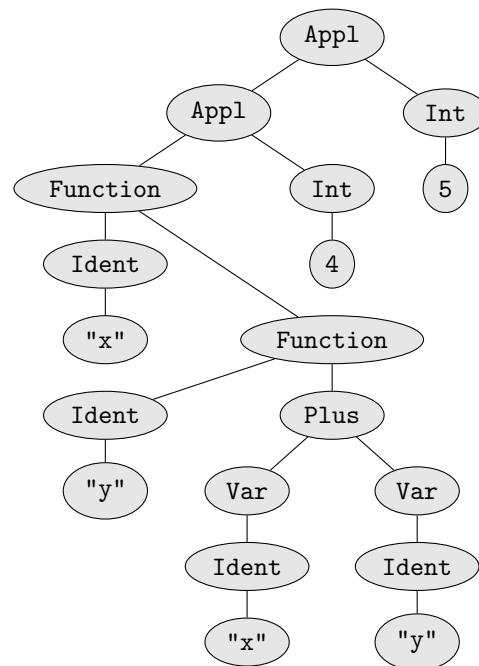 Appl
Appl Int
Function Int 5
Ident 4
"x" Function
Ident Plus
"y" Var Var
Ident Ident
"x" "y"